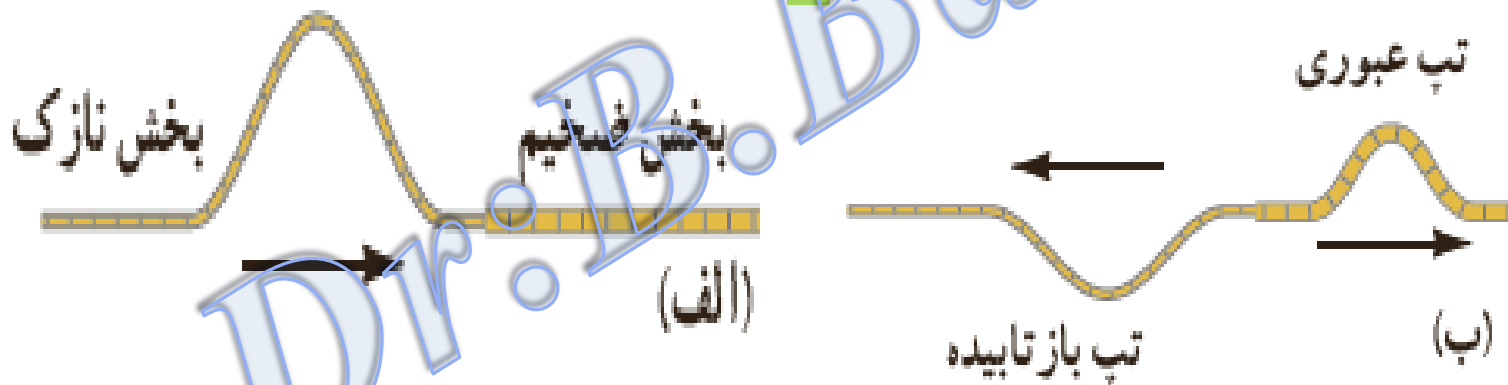 بخش نازک
بخش ضخیم
(الف)
تپ عبوری
تپ بازتابیده
(ب)
Dr.B.B